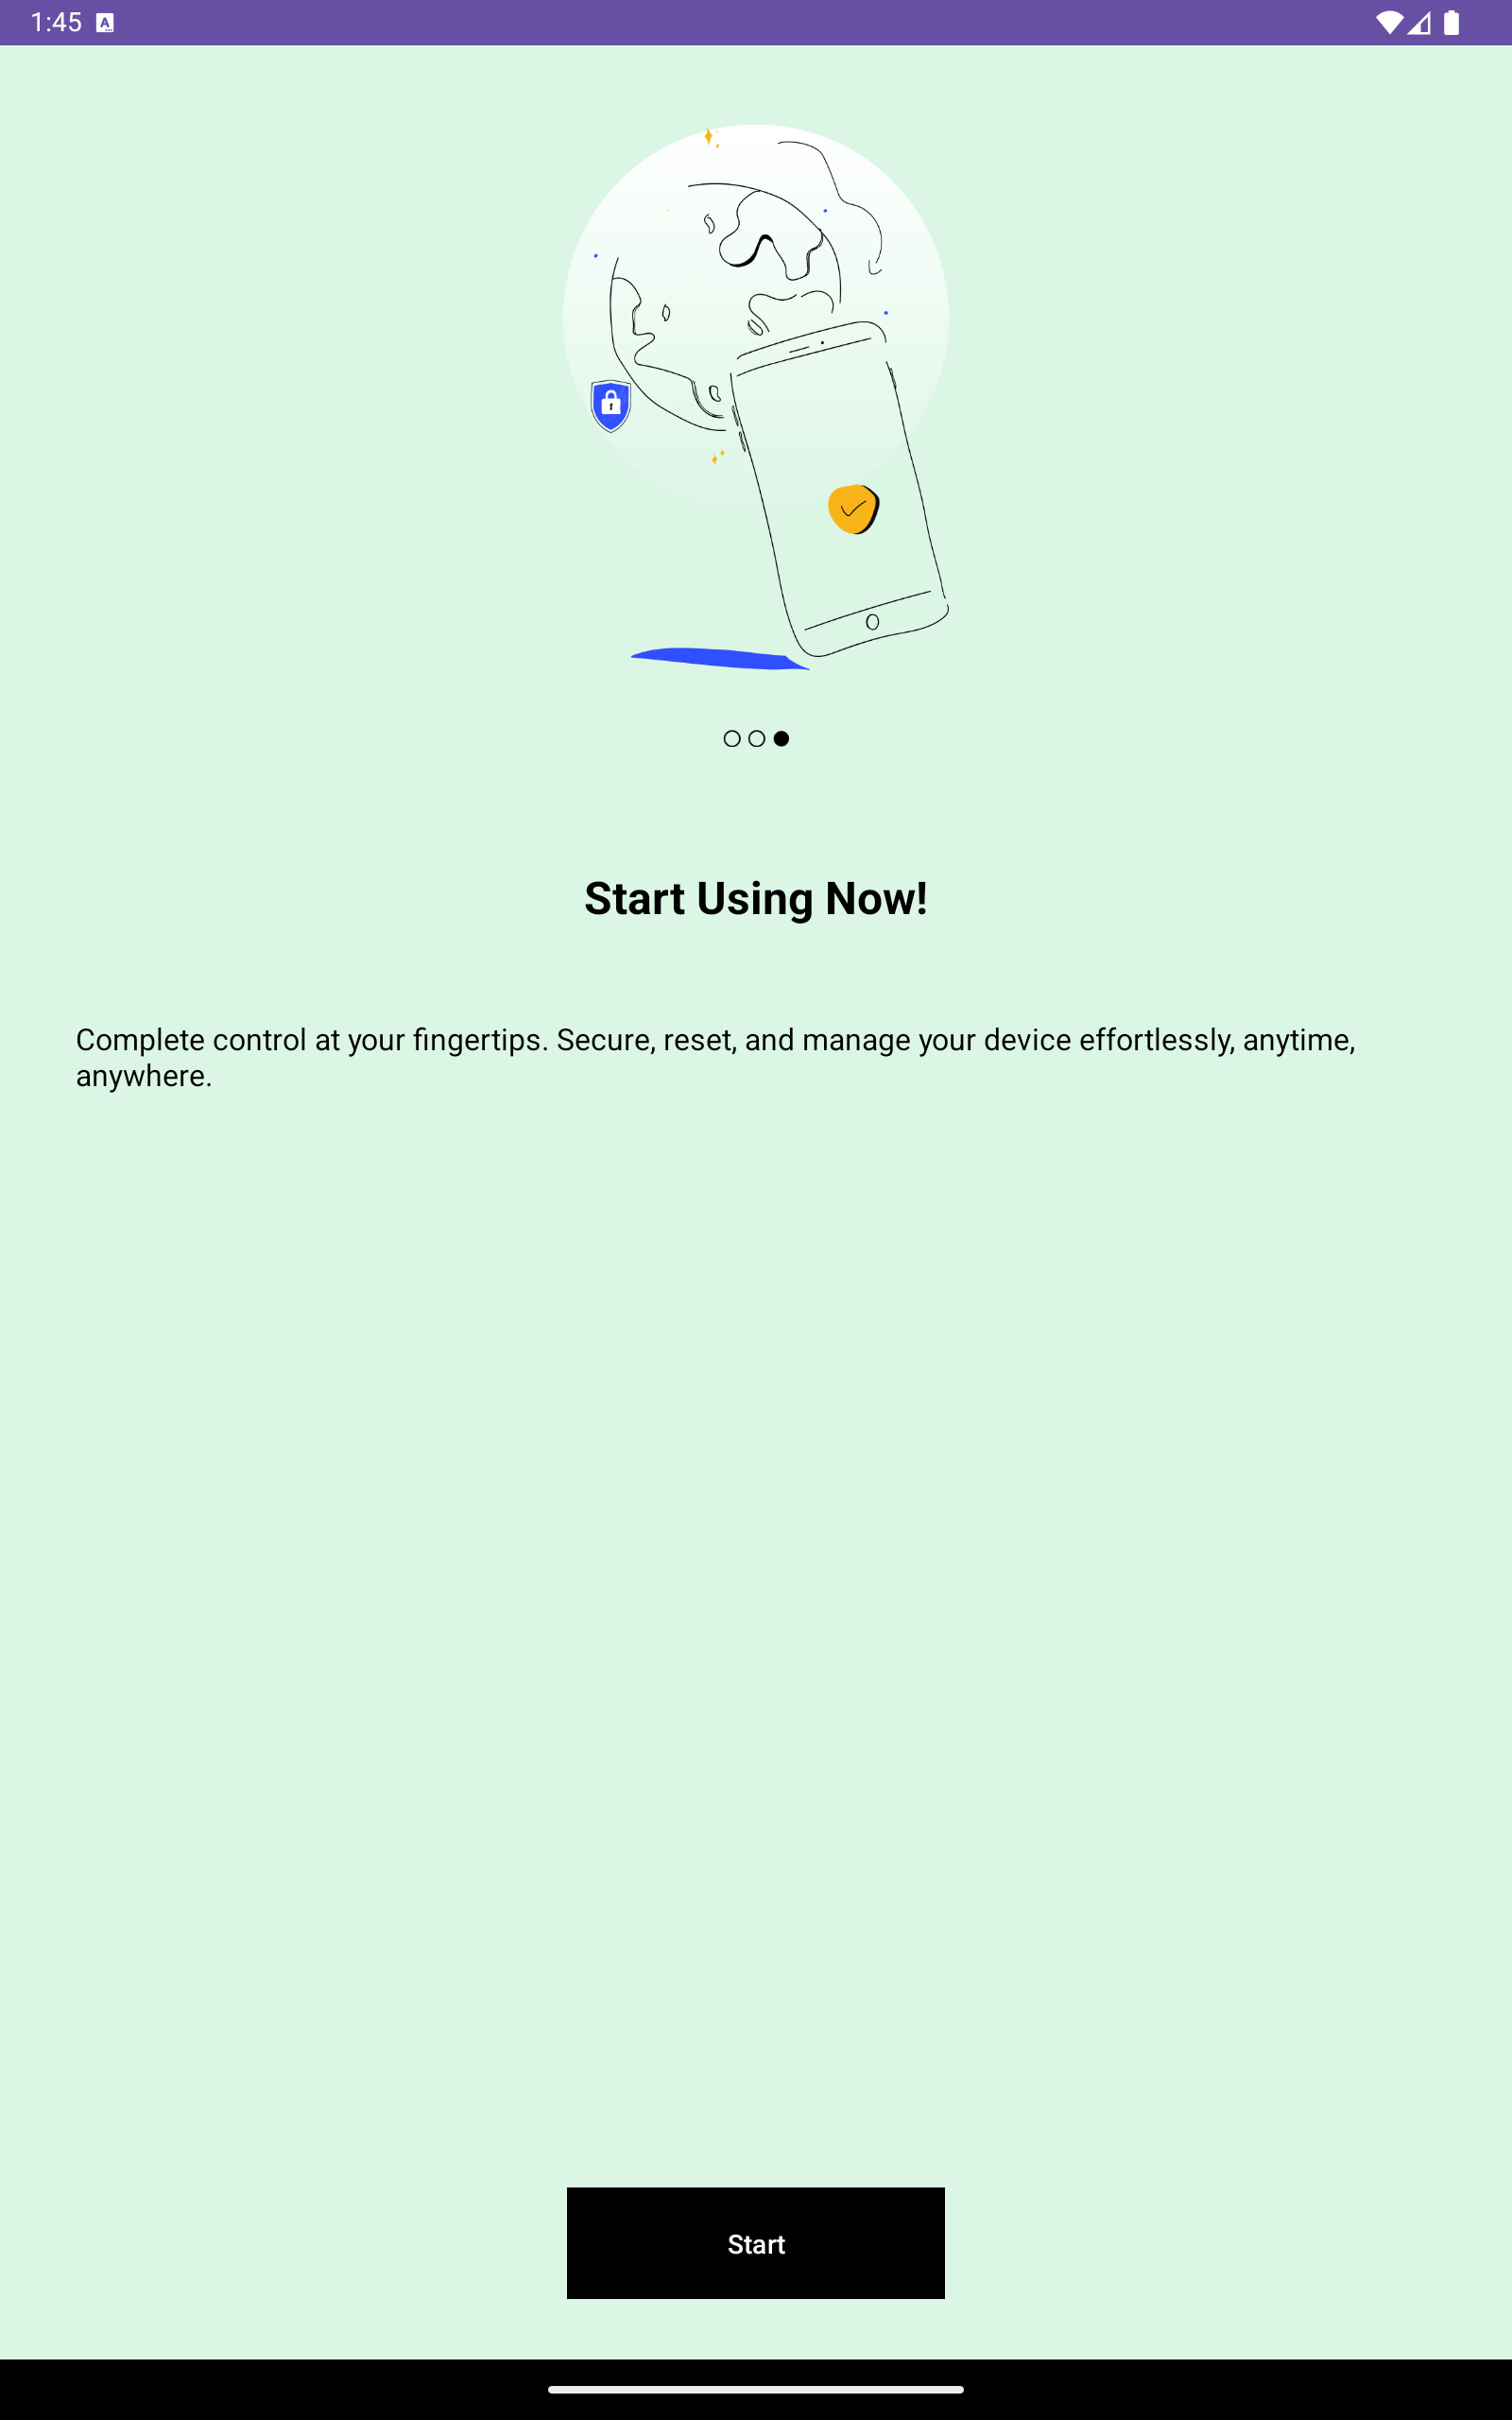 1:45
Start Using Now!
Complete control at your fingertips. Secure, reset, and manage your device effortlessly, anytime,
anywhere.
Start